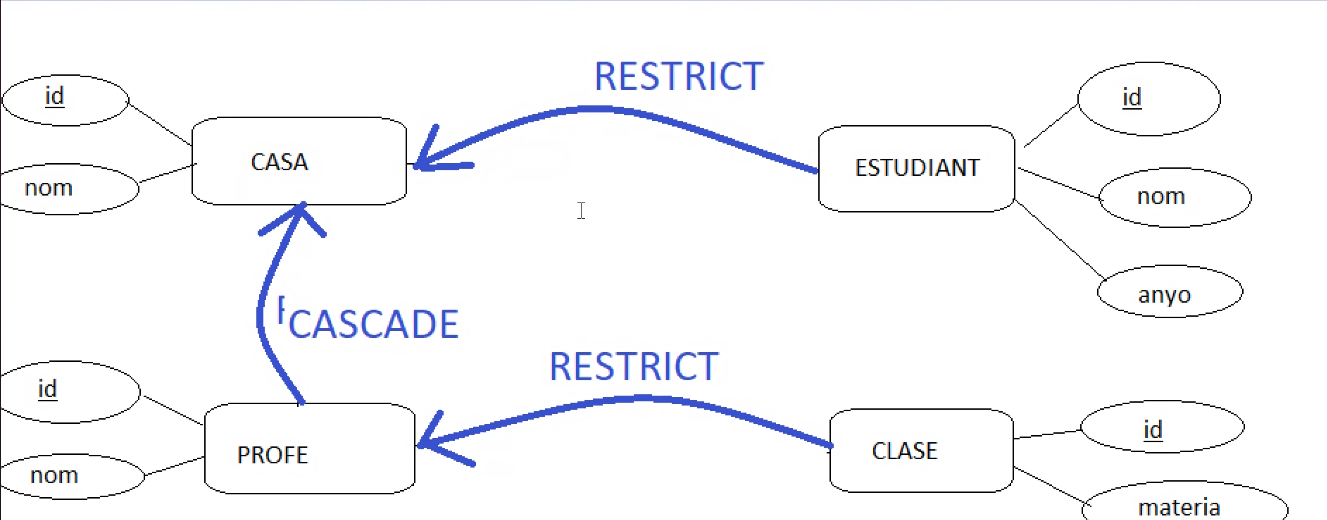 RESTRICT
id
id
CASA
ESTUDIANT
nom
nom
anyo
CASCADE
RESTRICT
id
id
PROFE
CLASE
nom
materia